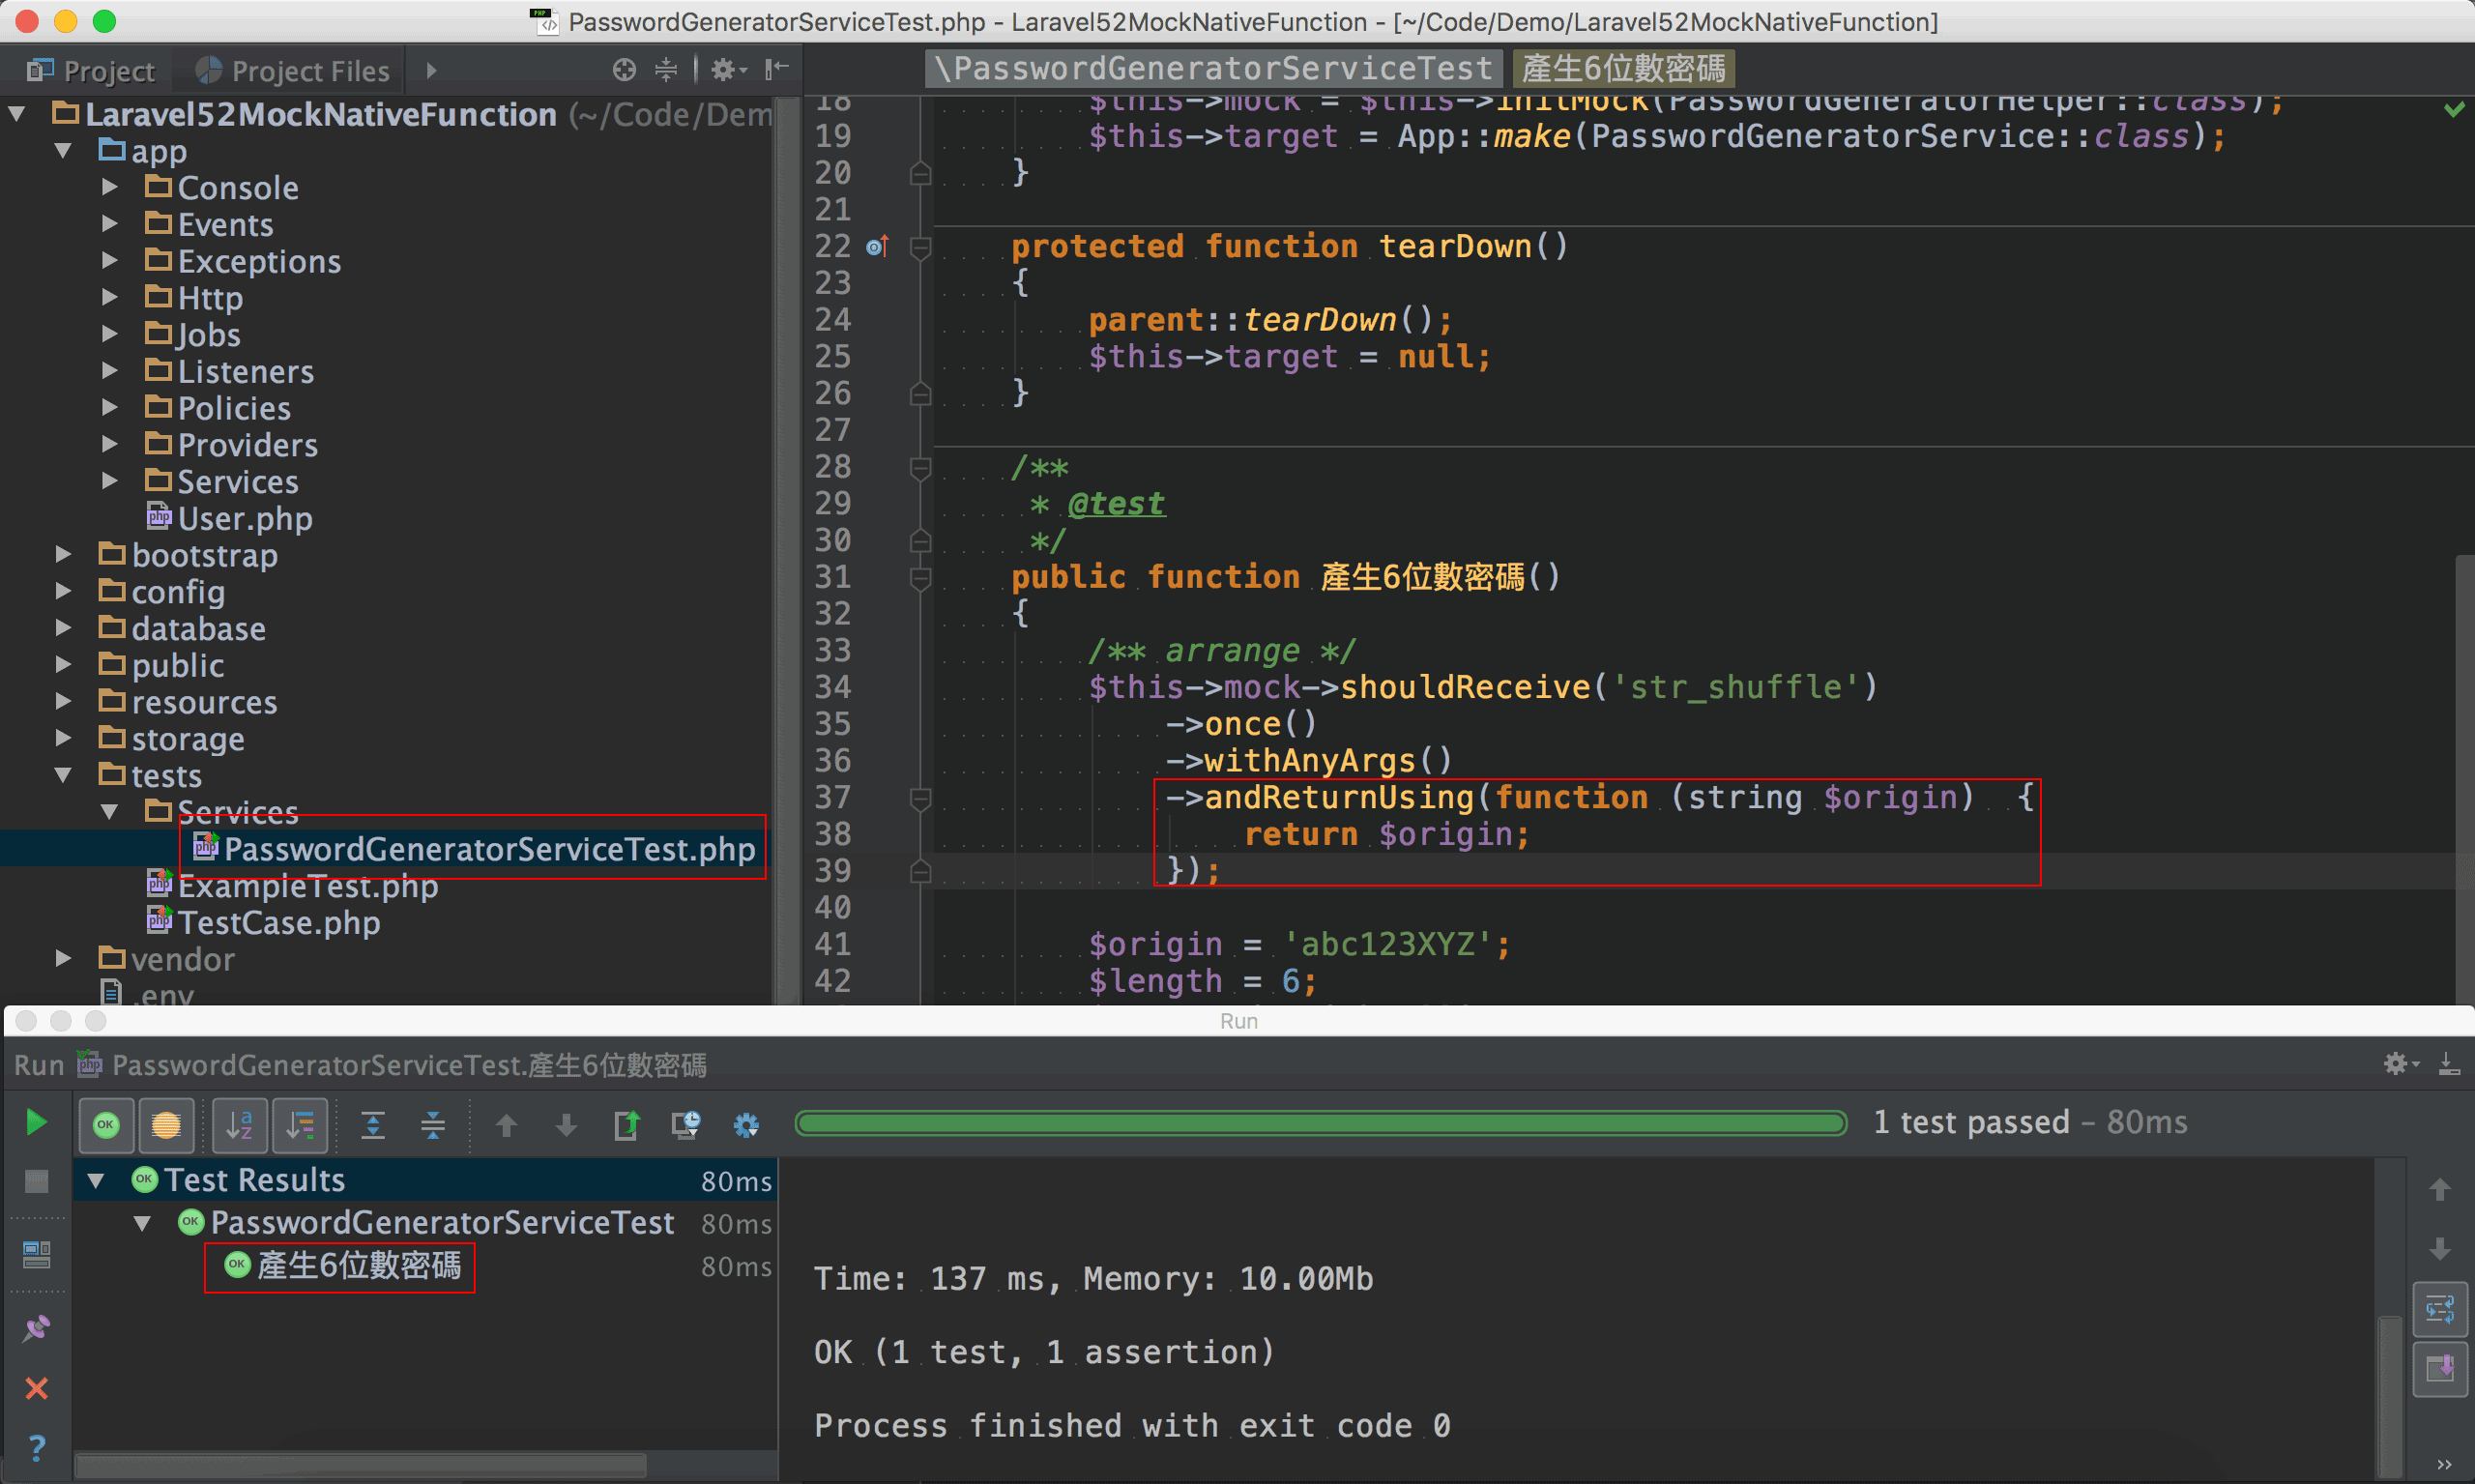 PasswordGeneratorServiceTest.php - Laravel52MockNativeFunction - [~/Code/Demo/Laravel52MockNativeFunction]
Project
Project Files
\PasswordGeneratorServiceTest
產生6位數密碼
Laravel52MockNativeFunction (~/Code/Dem
app
Console
Events
Exceptions
Http
Jobs
Listeners
Policies
Providers
Services
User.php
bootstrap
config
database
public
resources
storage
tests
Services
PasswordGeneratorServiceTest.php
ExampleTest.php
TestCase.php
vendor
.env
18 $this->mock = $this->initMock(PasswordGeneratorHelper::class);
19 $this->target = App::make(PasswordGeneratorService::class);
20 }
21
22 protected function tearDown()
23 {
24 parent::tearDown();
25 $this->target = null;
26 }
27
28 /**
29 * @test
30 */
31 public function 產生6位數密碼()
32 {
33 /** arrange */
34 $this->mock->shouldReceive('str_shuffle')
35 ->once()
36 ->withAnyArgs()
37 ->andReturnUsing(function (string $origin) {
38 return $origin;
39 });
40
41 $origin = 'abc123XYZ';
42 $length = 6;
Run
Run PasswordGeneratorServiceTest.產生6位數密碼
1 test passed – 80ms
Test Results 80ms
PasswordGeneratorServiceTest 80ms
產生6位數密碼 80ms
Time: 137 ms, Memory: 10.00Mb
OK (1 test, 1 assertion)
Process finished with exit code 0